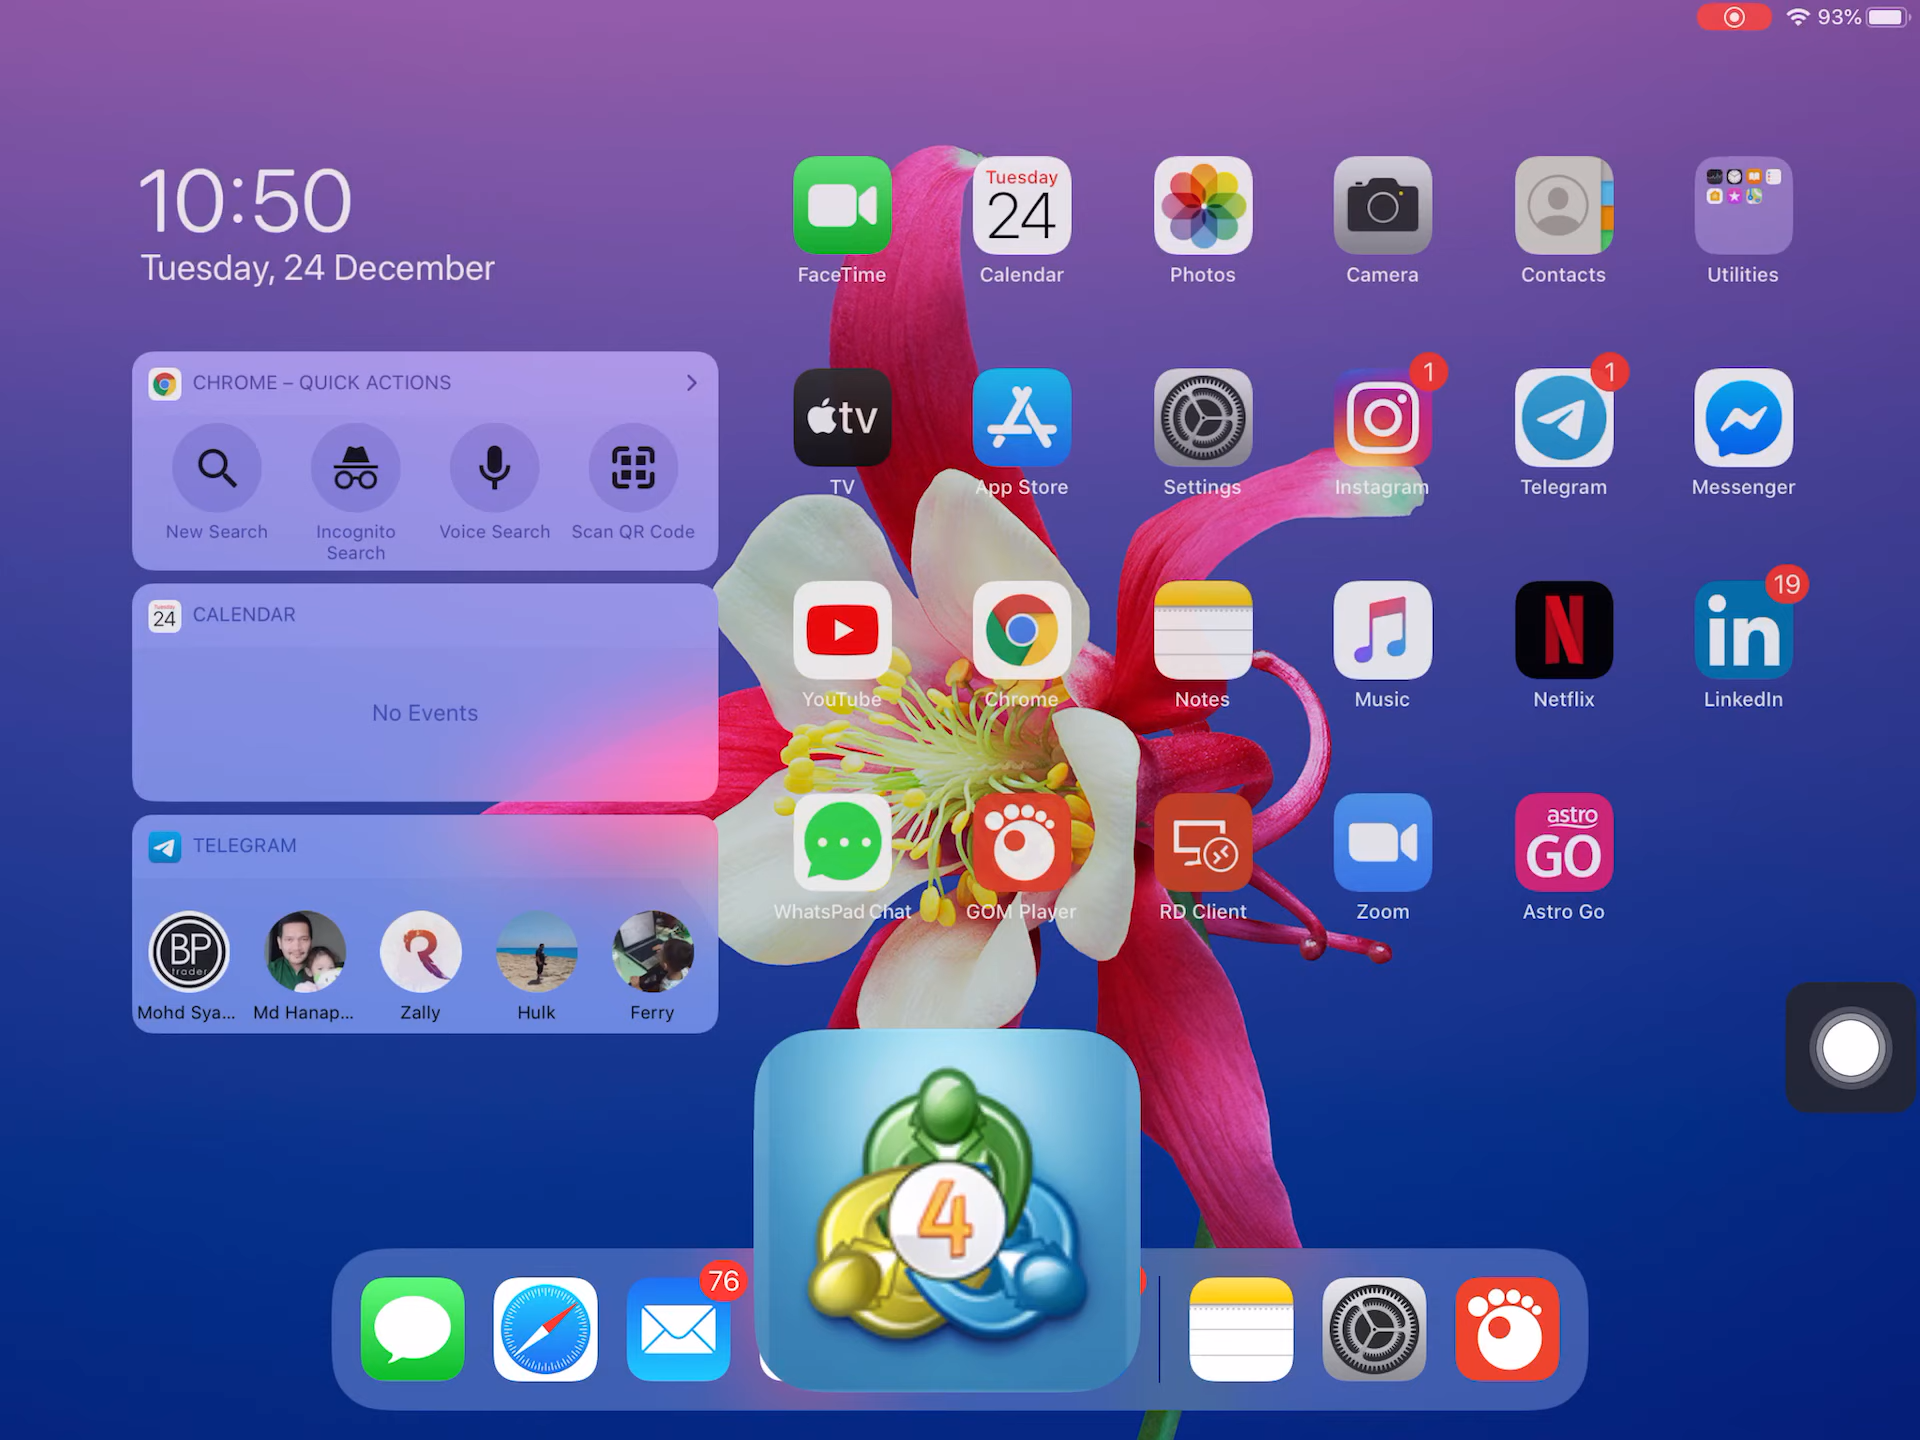 93%
10:50
Tuesday, 24 December
CHROME – QUICK ACTIONS
New Search
Incognito
Search
Voice Search
Scan QR Code
24
CALENDAR
No Events
TELEGRAM
BP
trader
R
Mohd Sya...
Md Hanap...
Zally
Hulk
Ferry
Tuesday
24
FaceTime
Calendar
Photos
Camera
Contacts
Utilities
tv
1
1
TV
App Store
Settings
Instagram
Telegram
Messenger
N
in
19
YouTube
Chrome
Notes
Music
Netflix
LinkedIn
astro
GO
WhatsPad Chat
GOM Player
RD Client
Zoom
Astro Go
4
76